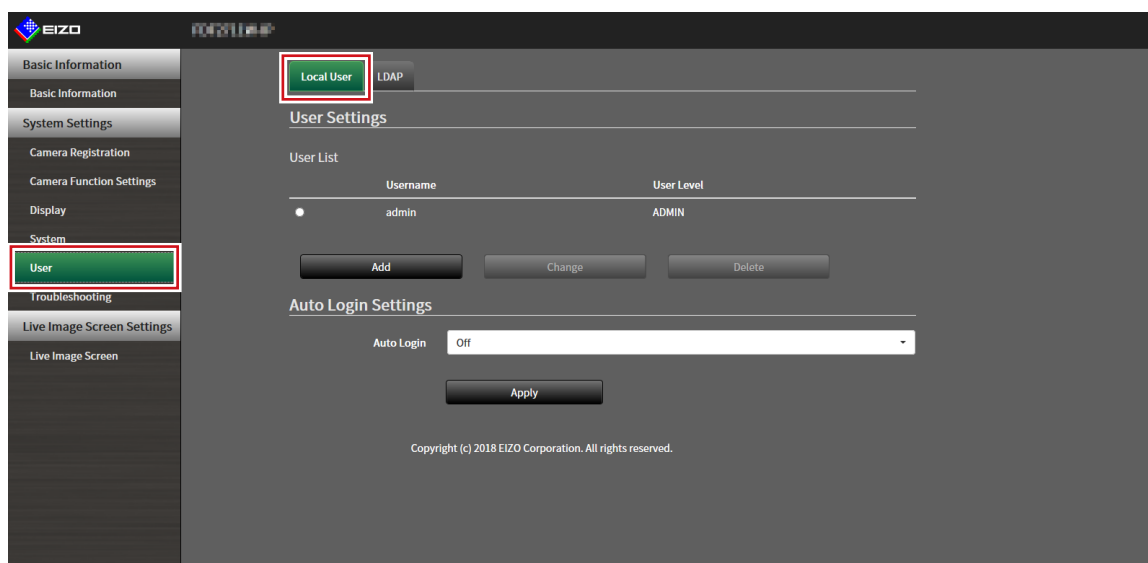 EIZO
Basic Information
Basic Information
System Settings
Camera Registration
Camera Function Settings
Display
System
User
Troubleshooting
Live Image Screen Settings
Live Image Screen
Local User LDAP
User Settings
User List
Username User Level
admin ADMIN
Add Change Delete
Auto Login Settings
Auto Login Off
Apply
Copyright (c) 2018 EIZO Corporation. All rights reserved.